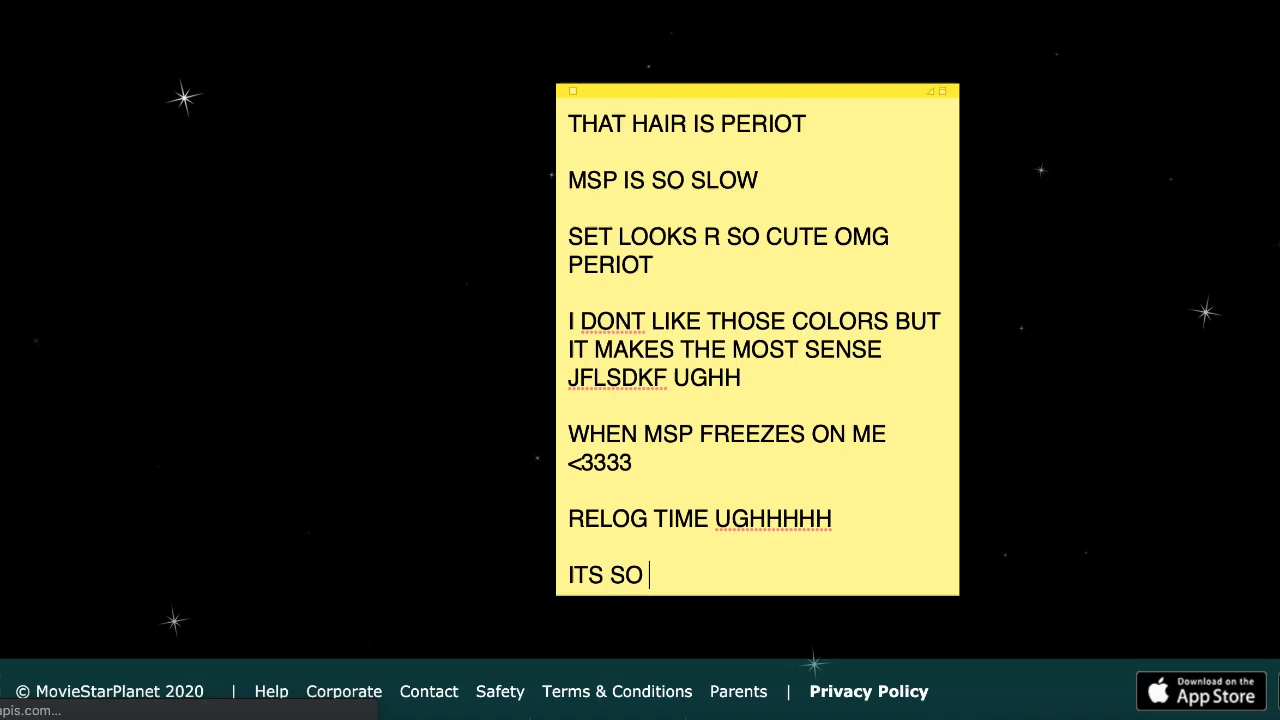 THAT HAIR IS PERIOT
MSP IS SO SLOW
SET LOOKS R SO CUTE OMG
PERIOT
I DONT LIKE THOSE COLORS BUT
IT MAKES THE MOST SENSE
JFLSDKF UGHH
WHEN MSP FREEZES ON ME
<3333
RELOG TIME UGHHHHH
ITS SO
© MovieStarPlanet 2020 | Help Corporate Contact Safety Terms & Conditions Parents | Privacy Policy
Download on the
App Store
apis.com...